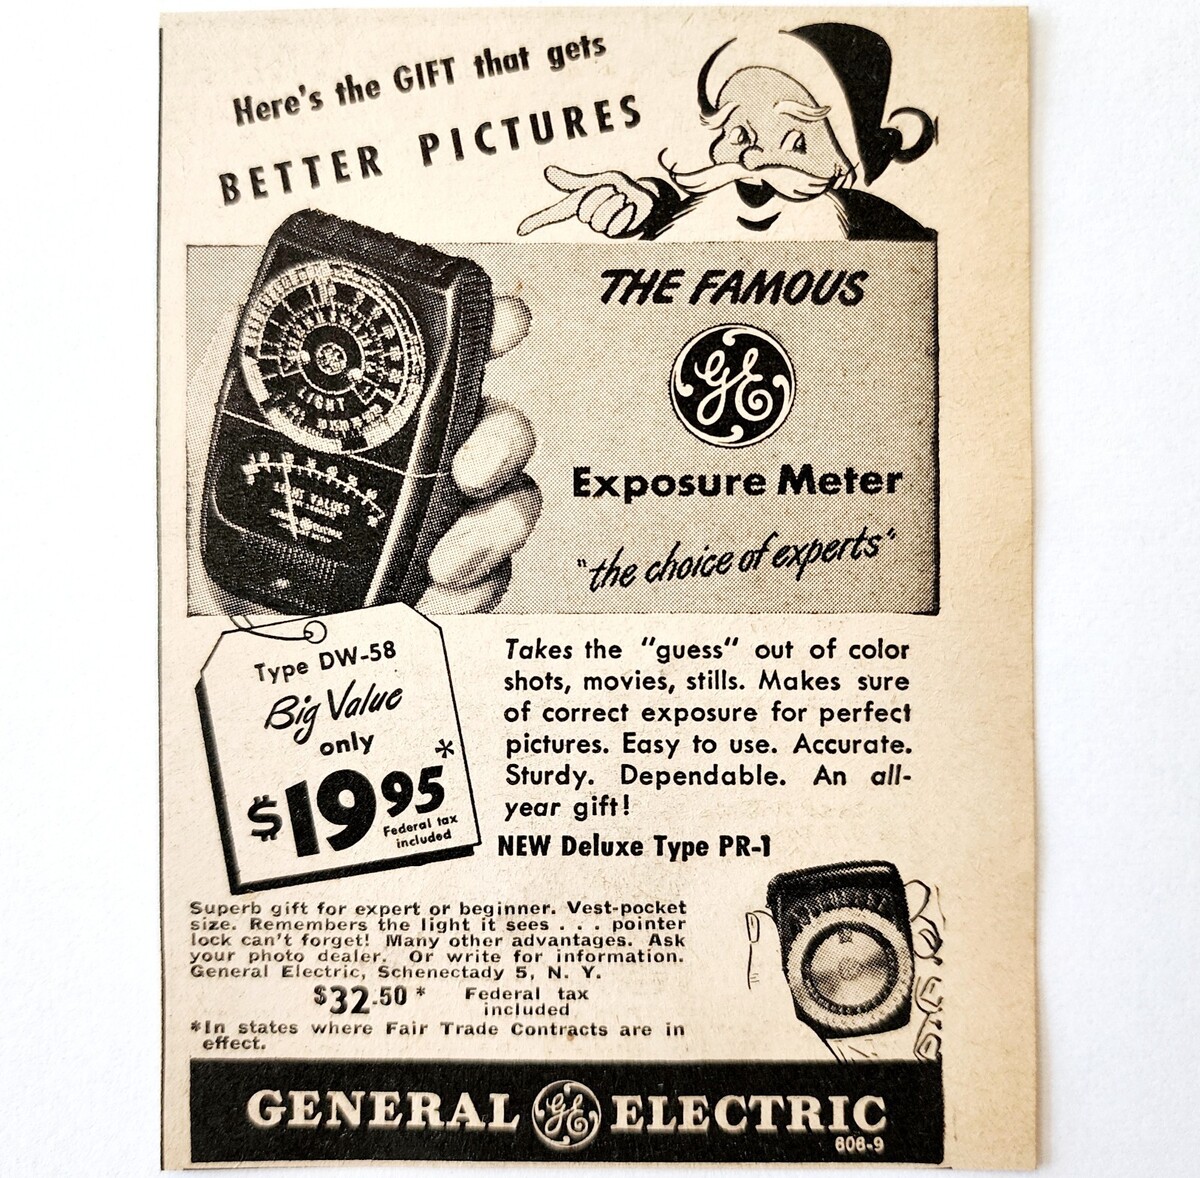 Here's the GIFT that gets
BETTER PICTURES
THE FAMOUS
GE
Exposure Meter
"the choice of experts"
LIGHT
LIGHT VALUES
Type DW-58
Big Value
only
$19.95*
Federal tax
included
Takes the "guess" out of color
shots, movies, stills. Makes sure
of correct exposure for perfect
pictures. Easy to use. Accurate.
Sturdy. Dependable. An all-
year gift!
NEW Deluxe Type PR-1
Superb gift for expert or beginner. Vest-pocket
size. Remembers the light it sees . . . pointer
lock can't forget! Many other advantages. Ask
your photo dealer. Or write for information.
General Electric, Schenectady 5, N. Y.
$32.50* Federal tax
included
*In states where Fair Trade Contracts are in
effect.
GENERAL GE ELECTRIC
606-9